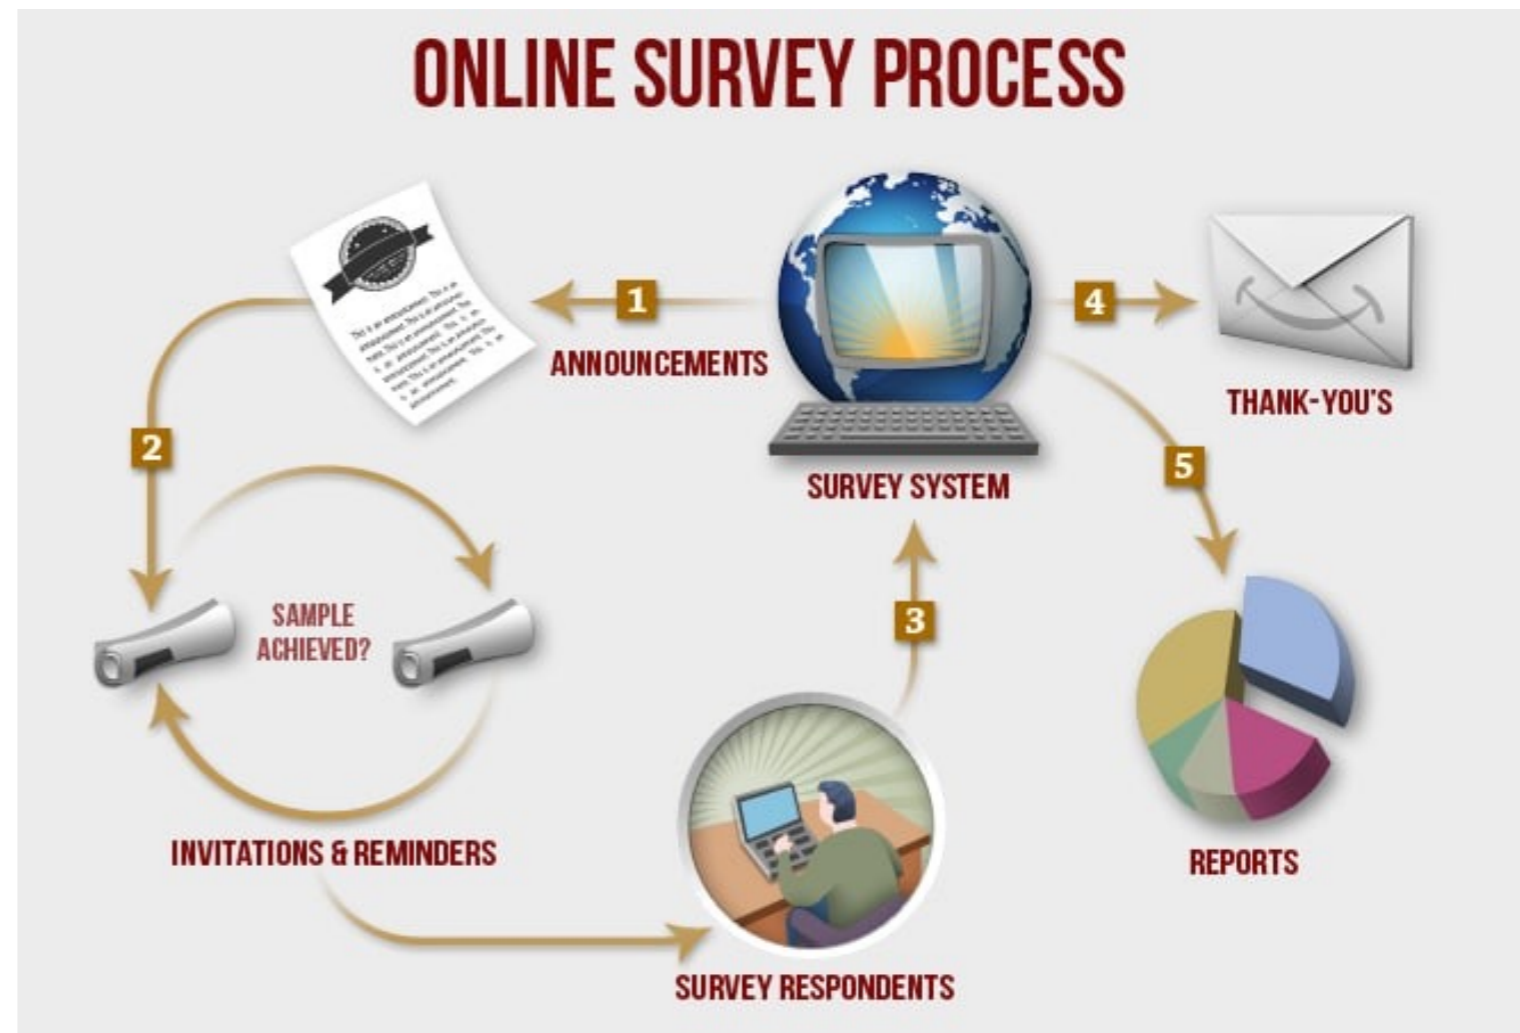 ONLINE SURVEY PROCESS
1
ANNOUNCEMENTS
SURVEY SYSTEM
4
THANK-YOU'S
2
5
SAMPLE
ACHIEVED?
3
INVITATIONS & REMINDERS
REPORTS
SURVEY RESPONDENTS